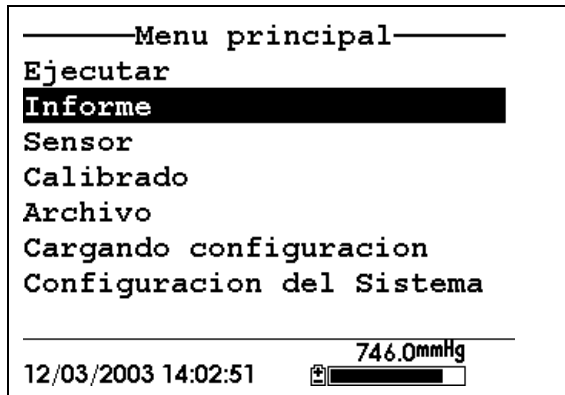 Menu principal
Ejecutar
Informe
Sensor
Calibrado
Archivo
Cargando configuracion
Configuracion del Sistema
746.0mmHg
12/03/2003 14:02:51